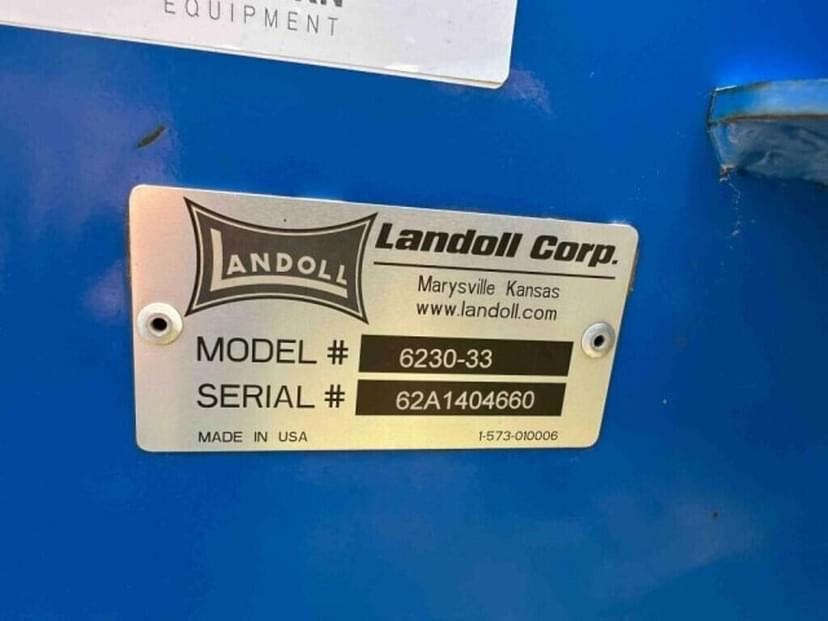 EQUIPMENT
LANDOLL
Landoll Corp.
Marysville Kansas
www.landoll.com
MODEL # 6230-33
SERIAL # 62A1404660
MADE IN USA 1-573-010006